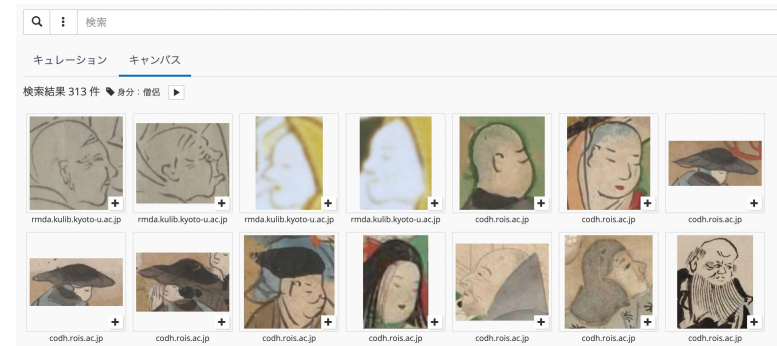 検索
キュレーション キャンバス
検索結果 313 件 身分：僧侶
rmda.kulib.kyoto-u.ac.jp rmda.kulib.kyoto-u.ac.jp rmda.kulib.kyoto-u.ac.jp rmda.kulib.kyoto-u.ac.jp codh.rois.ac.jp codh.rois.ac.jp codh.rois.ac.jp
codh.rois.ac.jp codh.rois.ac.jp codh.rois.ac.jp codh.rois.ac.jp codh.rois.ac.jp codh.rois.ac.jp codh.rois.ac.jp